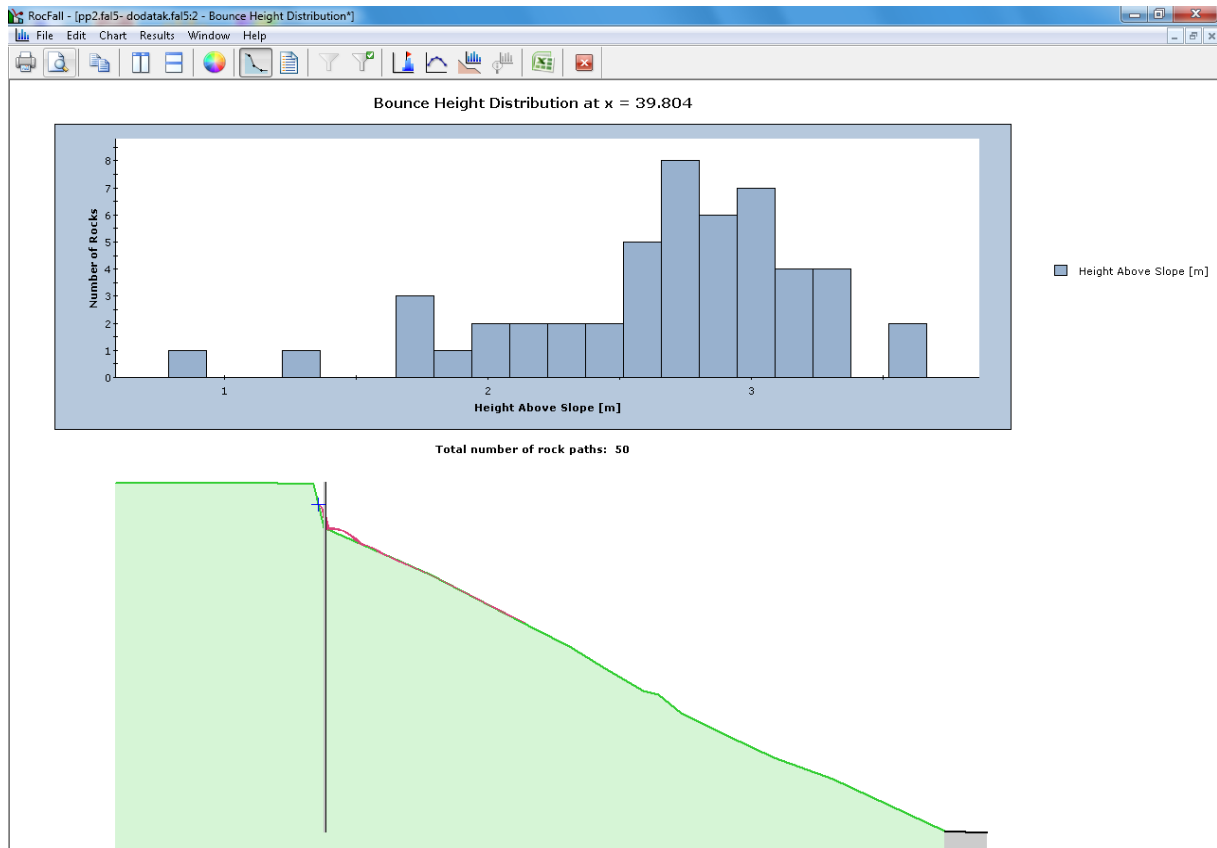 RocFall - [pp2.fal5- dodatak.fal5:2 - Bounce Height Distribution*]
File Edit Chart Results Window Help
Bounce Height Distribution at x = 39.804
8
7
6
5
4
3
2
1
0
Number of Rocks
1 2 3
Height Above Slope [m]
Height Above Slope [m]
Total number of rock paths: 50